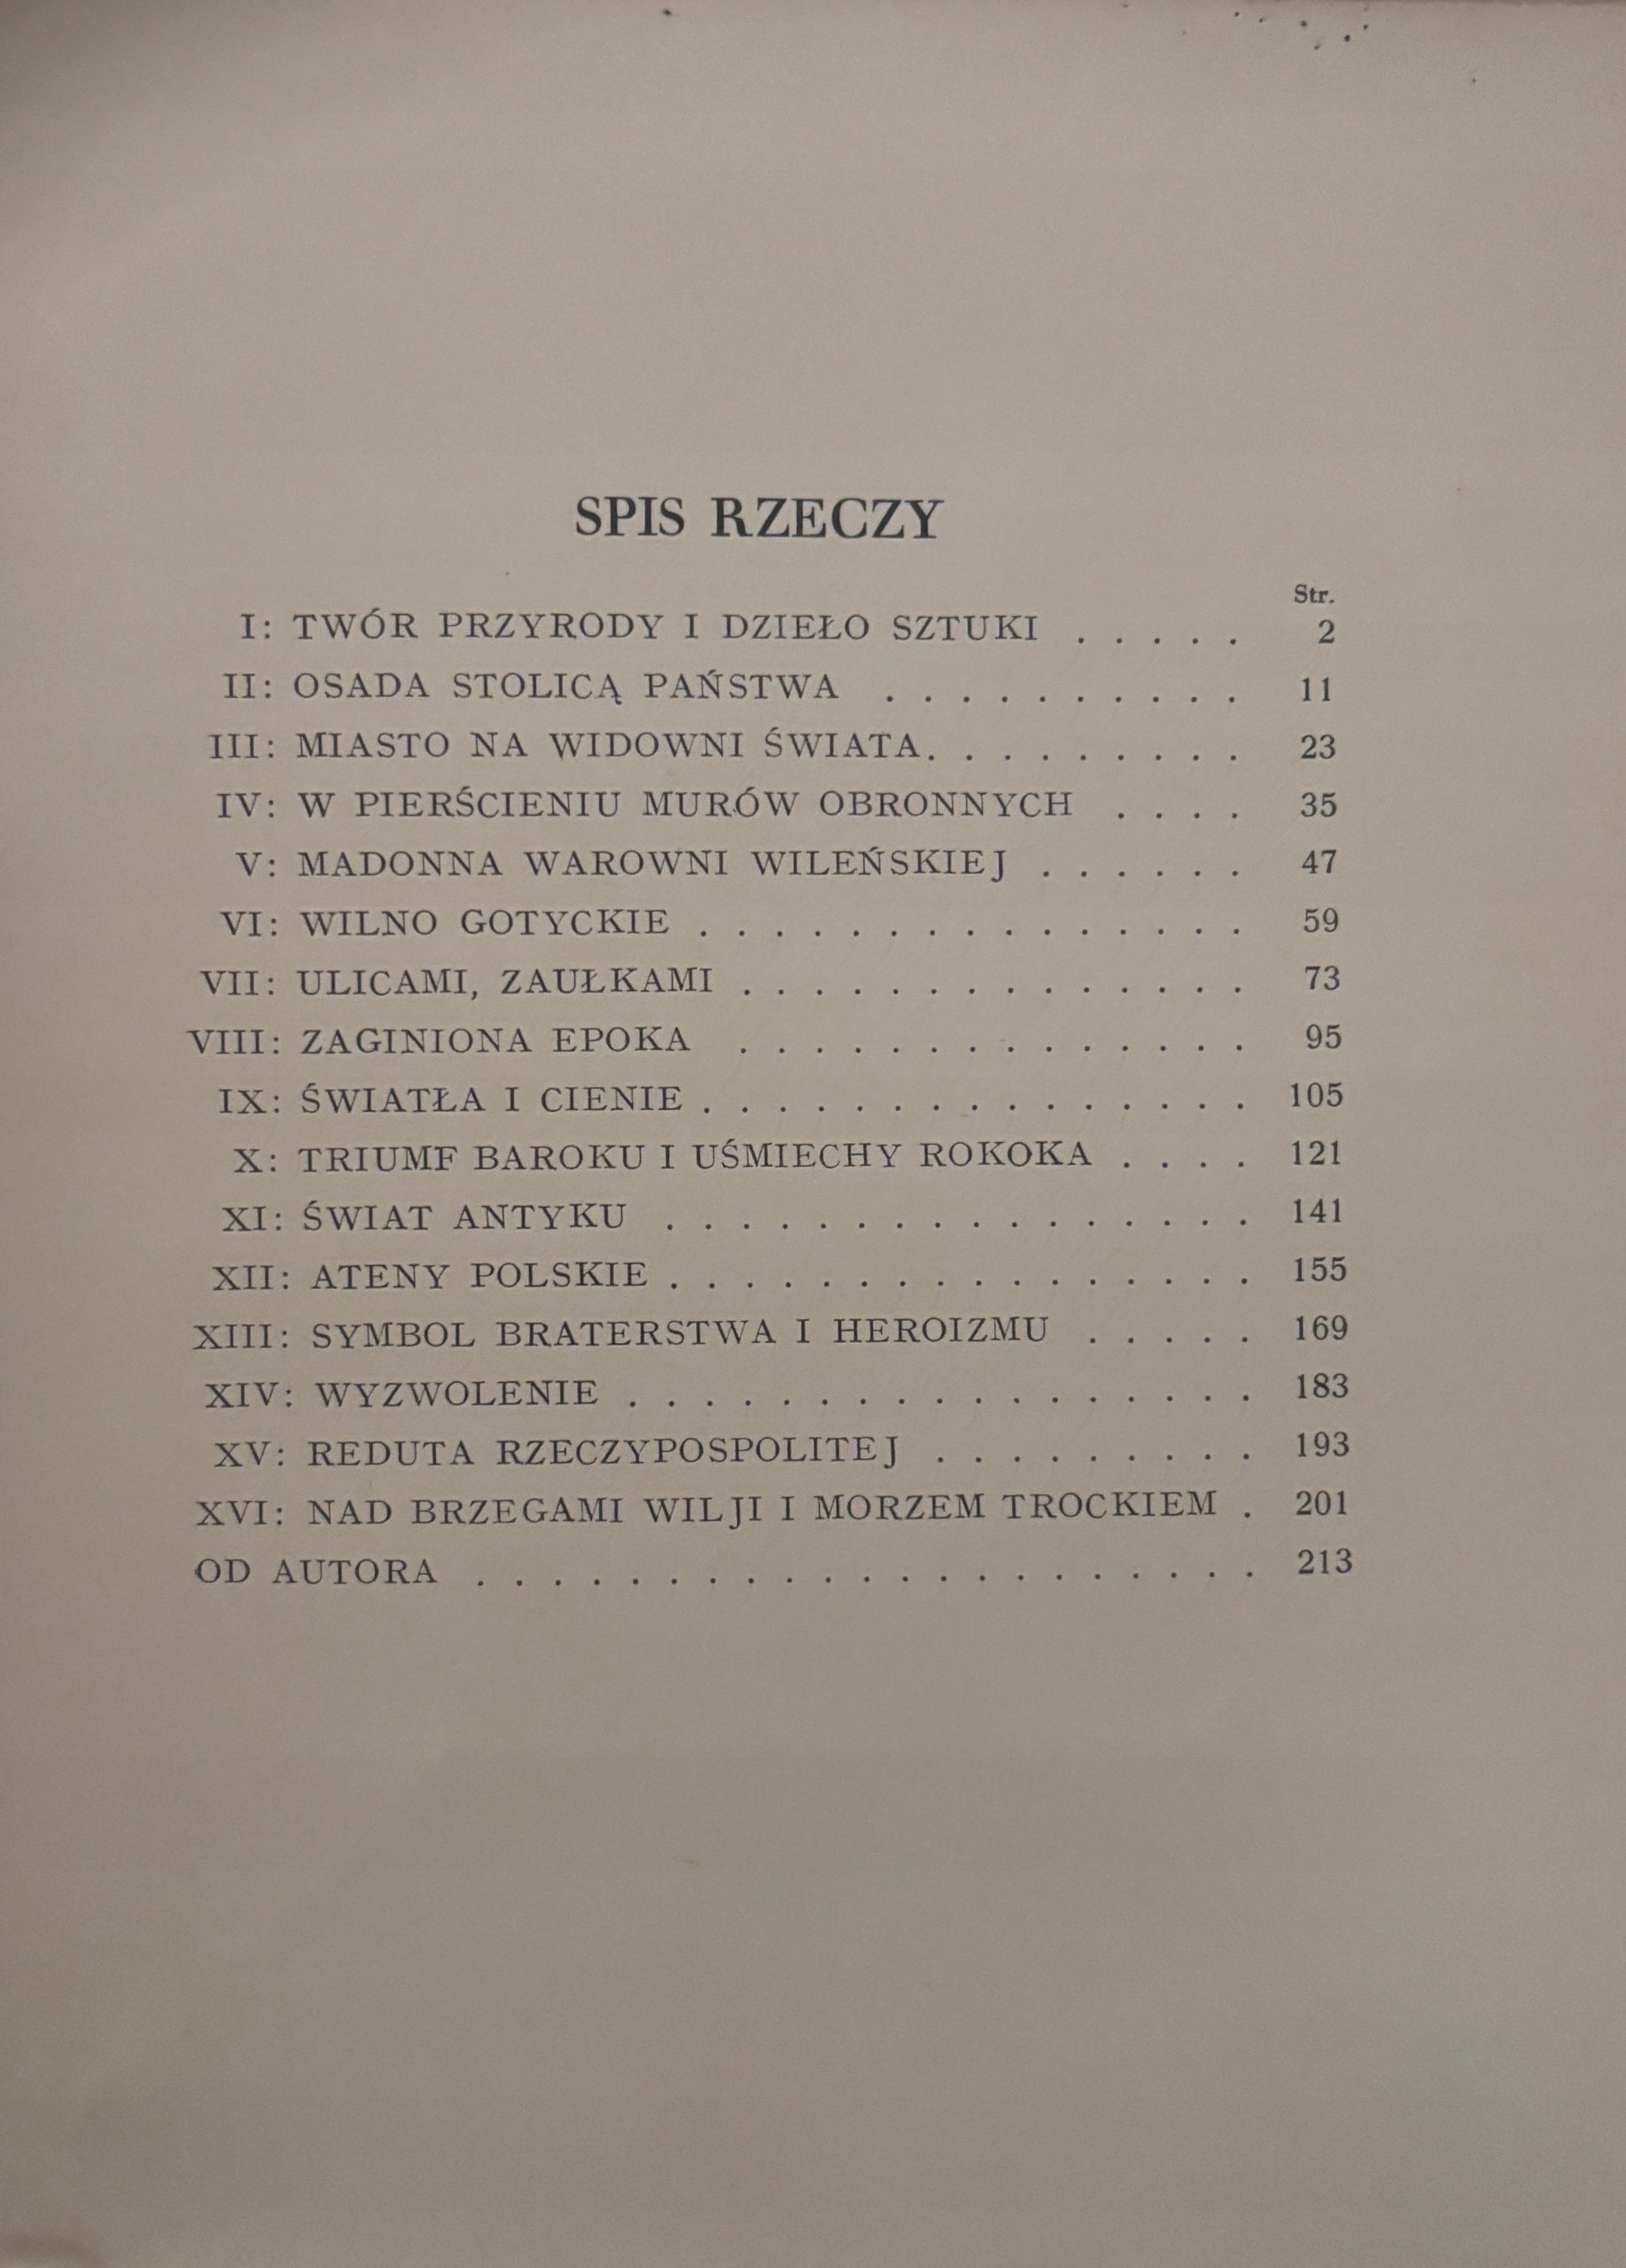 SPIS RZECZY
Str.
I: TWÓR PRZYRODY I DZIEŁO SZTUKI . . . . . 2
II: OSADA STOLICĄ PAŃSTWA . . . . . . . . . . 11
III: MIASTO NA WIDOWNI ŚWIATA. . . . . . . . . 23
IV: W PIERŚCIENIU MURÓW OBRONNYCH . . . . 35
V: MADONNA WAROWNI WILEŃSKIEJ . . . . . . 47
VI: WILNO GOTYCKIE . . . . . . . . . . . . . . . 59
VII: ULICAMI, ZAUŁKAMI . . . . . . . . . . . . . . 73
VIII: ZAGINIONA EPOKA . . . . . . . . . . . . . . 95
IX: ŚWIATŁA I CIENIE . . . . . . . . . . . . . . . 105
X: TRIUMF BAROKU I UŚMIECHY ROKOKA . . . . 121
XI: ŚWIAT ANTYKU . . . . . . . . . . . . . . . . 141
XII: ATENY POLSKIE . . . . . . . . . . . . . . . . 155
XIII: SYMBOL BRATERSTWA I HEROIZMU . . . . . 169
XIV: WYZWOLENIE . . . . . . . . . . . . . . . . . 183
XV: REDUTA RZECZYPOSPOLITEJ . . . . . . . . . 193
XVI: NAD BRZEGAMI WILJI I MORZEM TROCKIEM . 201
OD AUTORA . . . . . . . . . . . . . . . . . . . . . 213